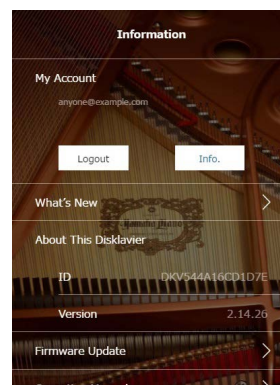 Information
My Account
anyone@example.com
Logout
Info.
What's New
About This Disklavier
ID
DKV544A16CD1D7E
Version
2.14.26
Firmware Update